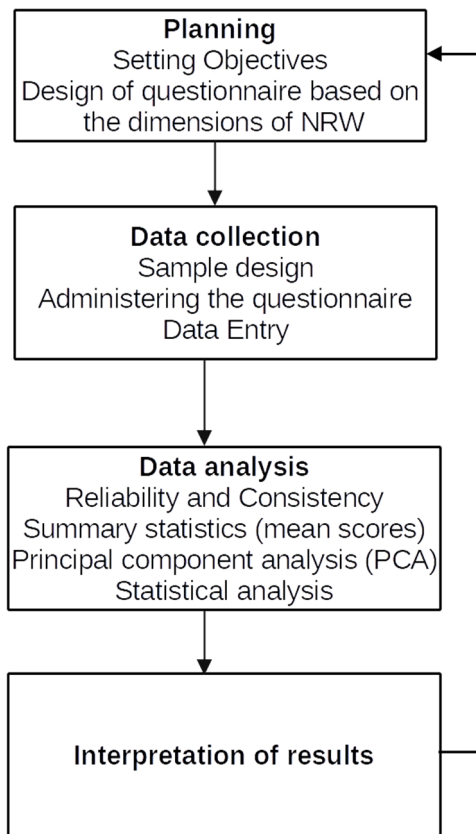 Planning
Setting Objectives
Design of questionnaire based on
the dimensions of NRW
Data collection
Sample design
Administering the questionnaire
Data Entry
Data analysis
Reliability and Consistency
Summary statistics (mean scores)
Principal component analysis (PCA)
Statistical analysis
Interpretation of results